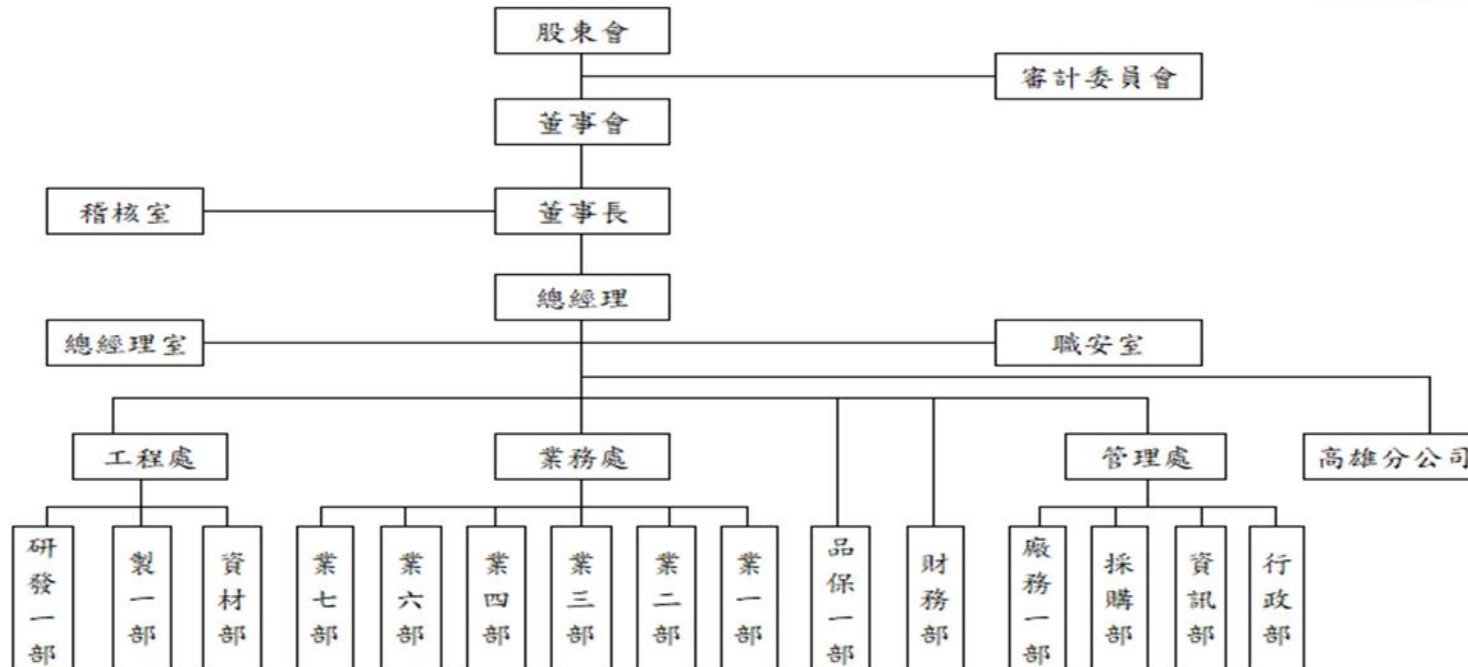 股東會
審計委員會
董事會
稽核室
董事長
總經理
總經理室
職安室
工程處
業務處
管理處
高雄分公司
研發一部
製一部
資材部
業七部
業六部
業四部
業三部
業二部
業一部
品保一部
財務部
廠務一部
採購部
資訊部
行政部